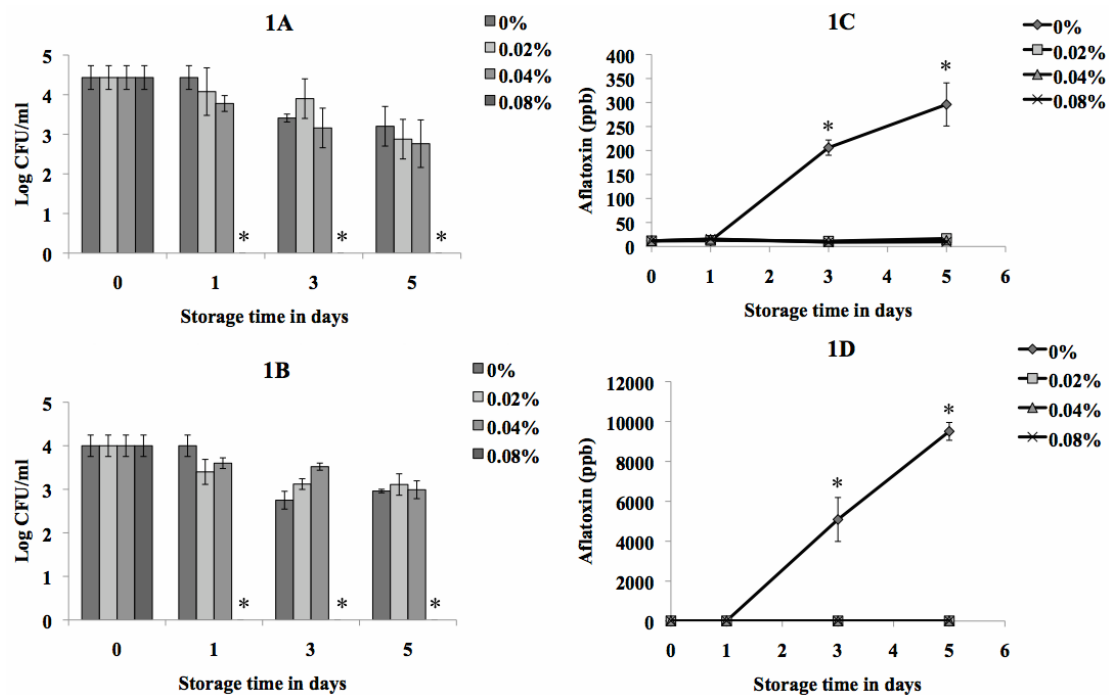 1A
0%
0.02%
0.04%
0.08%
5
4
3
2
1
0
Log CFU/ml
* * *
0 1 3 5
Storage time in days
1C
0%
0.02%
0.04%
0.08%
400
350
300
250
200
150
100
50
0
Aflatoxin (ppb)
* *
0 1 2 3 4 5 6
Storage time in days
1B
0%
0.02%
0.04%
0.08%
5
4
3
2
1
0
Log CFU/ml
* * *
0 1 3 5
Storage time in days
1D
0%
0.02%
0.04%
0.08%
12000
10000
8000
6000
4000
2000
0
Aflatoxin (ppb)
* *
0 1 2 3 4 5 6
Storage time in days